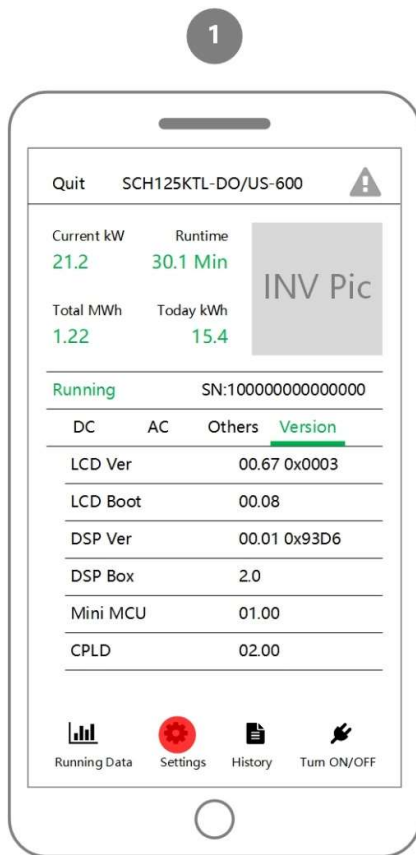 1
Quit SCH125KTL-DO/US-600
Current kW Runtime
21.2 30.1 Min
INV Pic
Total MWh Today kWh
1.22 15.4
Running SN:100000000000000
DC AC Others Version
LCD Ver 00.67 0x0003
LCD Boot 00.08
DSP Ver 00.01 0x93D6
DSP Box 2.0
Mini MCU 01.00
CPLD 02.00
Running Data Settings History Turn ON/OFF